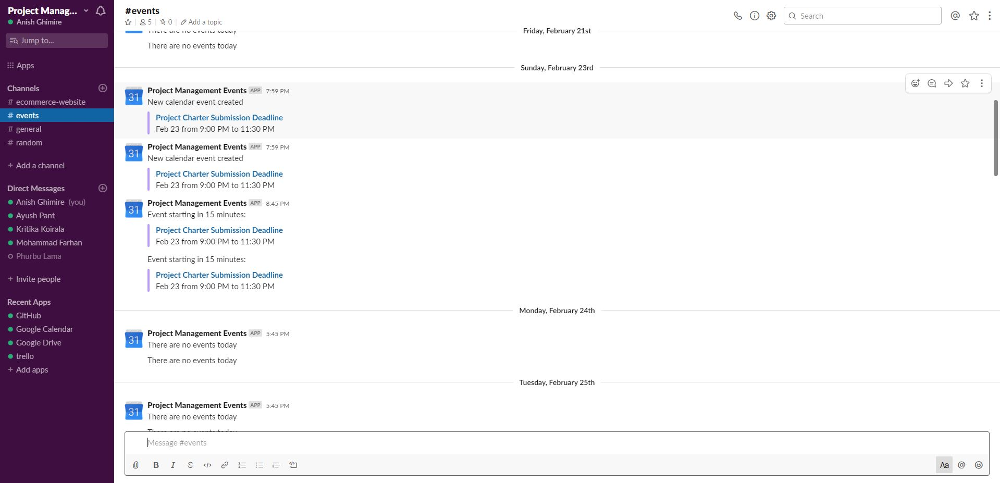 Project Manag...
Anish Ghimire
Jump to...
Apps
Channels
# ecommerce-website
# events
# general
# random
+ Add a channel
Direct Messages
Anish Ghimire (you)
Ayush Pant
Kritika Koirala
Mohammad Farhan
Phurbu Lama
+ Invite people
Recent Apps
GitHub
Google Calendar
Google Drive
trello
+ Add apps
#events
5
0
Add a topic
Search
@
There are no events today
Friday, February 21st
There are no events today
Sunday, February 23rd
31
Project Management Events APP 7:59 PM
New calendar event created
Project Charter Submission Deadline
Feb 23 from 9:00 PM to 11:30 PM
31
Project Management Events APP 7:59 PM
New calendar event created
Project Charter Submission Deadline
Feb 23 from 9:00 PM to 11:30 PM
31
Project Management Events APP 8:45 PM
Event starting in 15 minutes:
Project Charter Submission Deadline
Feb 23 from 9:00 PM to 11:30 PM
Event starting in 15 minutes:
Project Charter Submission Deadline
Feb 23 from 9:00 PM to 11:30 PM
Monday, February 24th
31
Project Management Events APP 5:45 PM
There are no events today
There are no events today
Tuesday, February 25th
31
Project Management Events APP 5:45 PM
There are no events today
There are no events today
Message #events
B I S </>
Aa @